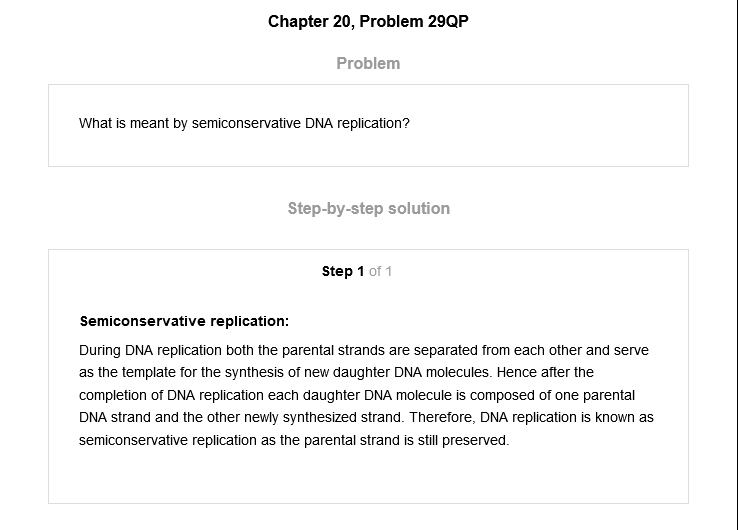 Chapter 20, Problem 29QP
Problem
What is meant by semiconservative DNA replication?
Step-by-step solution
Step 1 of 1
Semiconservative replication:
During DNA replication both the parental strands are separated from each other and serve
as the template for the synthesis of new daughter DNA molecules. Hence after the
completion of DNA replication each daughter DNA molecule is composed of one parental
DNA strand and the other newly synthesized strand. Therefore, DNA replication is known as
semiconservative replication as the parental strand is still preserved.